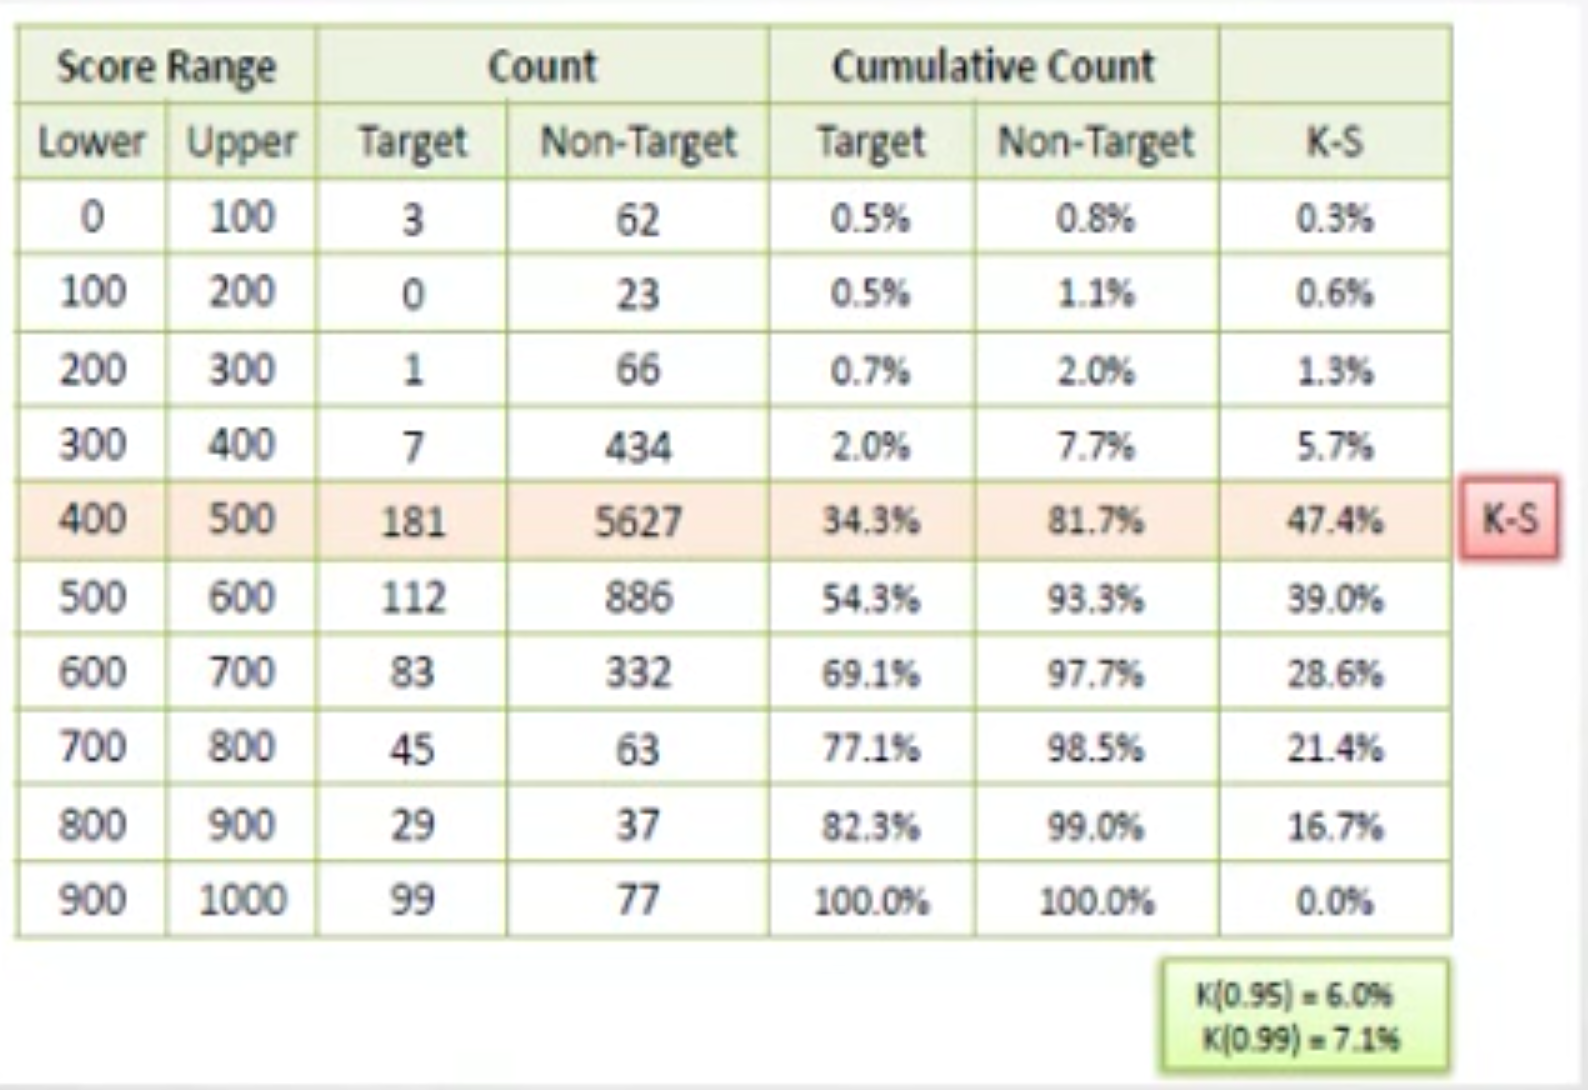 Score Range Count Cumulative Count
Lower Upper Target Non-Target Target Non-Target K-S
0 100 3 62 0.5% 0.8% 0.3%
100 200 0 23 0.5% 1.1% 0.6%
200 300 1 66 0.7% 2.0% 1.3%
300 400 7 434 2.0% 7.7% 5.7%
400 500 181 5627 34.3% 81.7% 47.4% K-S
500 600 112 886 54.3% 93.3% 39.0%
600 700 83 332 69.1% 97.7% 28.6%
700 800 45 63 77.1% 98.5% 21.4%
800 900 29 37 82.3% 99.0% 16.7%
900 1000 99 77 100.0% 100.0% 0.0%
K(0.95) = 6.0%
K(0.99) = 7.1%